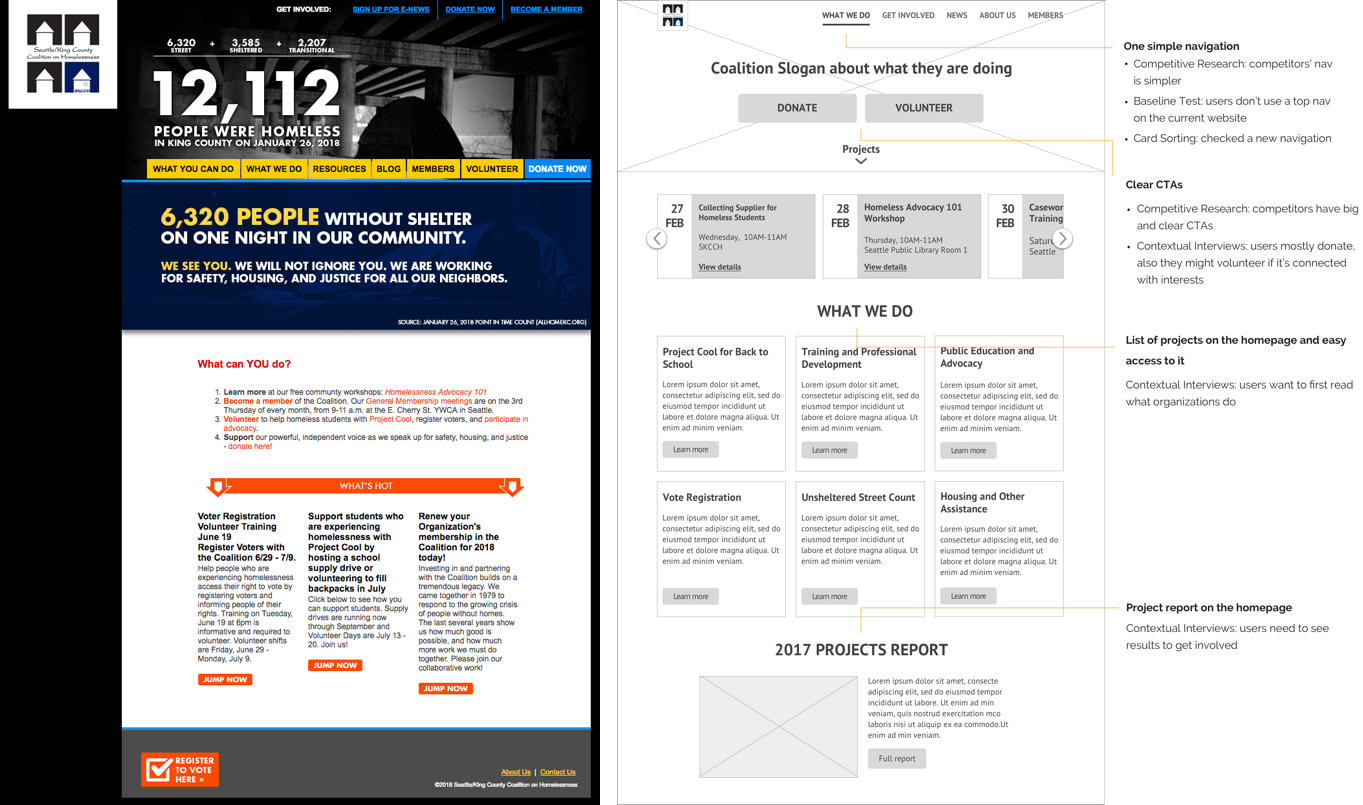 Seattle/King County
Coalition on Homelessness
SKCCH
GET INVOLVED:
SIGN UP FOR E-NEWS
DONATE NOW
BECOME A MEMBER
6,320 + 3,585 + 2,207
STREET SHELTERED TRANSITIONAL
12,112
PEOPLE WERE HOMELESS
IN KING COUNTY ON JANUARY 26, 2018
WHAT YOU CAN DO
WHAT WE DO
RESOURCES
BLOG
MEMBERS
VOLUNTEER
DONATE NOW
6,320 PEOPLE WITHOUT SHELTER
ON ONE NIGHT IN OUR COMMUNITY.
WE SEE YOU. WE WILL NOT IGNORE YOU. WE ARE WORKING
FOR SAFETY, HOUSING, AND JUSTICE FOR ALL OUR NEIGHBORS.
SOURCE: JANUARY 26, 2018 POINT IN TIME COUNT (ALLHOMEKC.ORG)
What can YOU do?
1. Learn more at our free communty workshops: Homelessness Advocacy 101
2. Become a member of the Coalition. Our General Membership meetings are on the 3rd
Thursday of every month, from 9-11 a.m. at the E. Cherry St. YWCA in Seattle.
3. Volunteer to help homeless students with Project Cool, register voters, and participate in
advocacy.
4. Support our powerful, independent voice as we speak up for safety, housing, and justice
- donate here!
WHAT'S HOT
Voter Registration
Volunteer Training
June 19
Register Voters with
the Coalition 6/29 - 7/9.
Help people who are
experiencing homelessness
access their right to vote by
registering voters and
informing people of their
rights. Training on Tuesday,
June 19 at 6pm is
informative and required to
volunteer. Volunteer shifts
are Friday, June 29 -
Monday, July 9.
JUMP NOW
Support students who
are experiencing
homelessness with
Project Cool by
hosting a school
supply drive or
volunteering to fill
backpacks in July
Click below to see how you
can support students. Supply
drives are running now
through September and
Volunteer Days are July 13 -
20. Join us!
JUMP NOW
Renew your
Organization's
membership in the
Coalition for 2018
today!
Investing in and partnering
with the Coalition builds on a
tremendous legacy. We
came together in 1979 to
respond to the growing crisis
of people without homes.
The last several years show
us how much good is
possible, and how much
more work we must do
together. Please join our
collaborative work!
JUMP NOW
REGISTER
TO VOTE
HERE »
About Us | Contact Us
©2018 Seattle/King County Coalition on Homelessness
WHAT WE DO
GET INVOLVED
NEWS
ABOUT US
MEMBERS
Coalition Slogan about what they are doing
DONATE
VOLUNTEER
Projects
27
FEB
Collecting Supplier for
Homeless Students
Wednesday, 10AM-11AM
SKCCH
View details
28
FEB
Homeless Advocacy 101
Workshop
Thursday, 10AM-11AM
Seattle Public Library Room 1
View details
30
FEB
Casewor
Training
Satur
Seattle
WHAT WE DO
Project Cool for Back to
School
Lorem ipsum dolor sit amet,
consectetur adipiscing elit, sed do
eiusmod tempor incididunt ut
labore et dolore magna aliqua. Ut
enim ad minim veniam.
Learn more
Training and Professional
Development
Lorem ipsum dolor sit amet,
consectetur adipiscing elit, sed do
eiusmod tempor incididunt ut
labore et dolore magna aliqua. Ut
enim ad minim veniam.
Learn more
Public Education and
Advocacy
Lorem ipsum dolor sit amet,
consectetur adipiscing elit, sed do
eiusmod tempor incididunt ut
labore et dolore magna aliqua. Ut
enim ad minim veniam.
Learn more
Vote Registration
Lorem ipsum dolor sit amet,
consectetur adipiscing elit, sed do
eiusmod tempor incididunt ut
labore et dolore magna aliqua. Ut
enim ad minim veniam.
Learn more
Unsheltered Street Count
Lorem ipsum dolor sit amet,
consectetur adipiscing elit, sed do
eiusmod tempor incididunt ut
labore et dolore magna aliqua. Ut
enim ad minim veniam.
Learn more
Housing and Other
Assistance
Lorem ipsum dolor sit amet,
consectetur adipiscing elit, sed do
eiusmod tempor incididunt ut
labore et dolore magna aliqua. Ut
enim ad minim veniam.
Learn more
2017 PROJECTS REPORT
Lorem ipsum dolor sit amet, consecte
adipiscing elit, sed do eiusmod tempor
incididunt ut labore et dolore magna
aliqua. Ut enim ad minim. Ut enim ad min
veniam, quis nostrud exercitation mco
laboris nisi ut aliquip ex ea commodo.Ut
enim ad min veniam.
Full report
One simple navigation
• Competitive Research: competitors' nav
is simpler
• Baseline Test: users don't use a top nav
on the current website
• Card Sorting: checked a new navigation
Clear CTAs
• Competitive Research: competitors have big
and clear CTAs
• Contextual Interviews: users mostly donate,
also they might volunteer if it's connected
with interests
List of projects on the homepage and easy
access to it
Contextual Interviews: users want to first read
what organizations do
Project report on the homepage
Contextual Interviews: users need to see
results to get involved